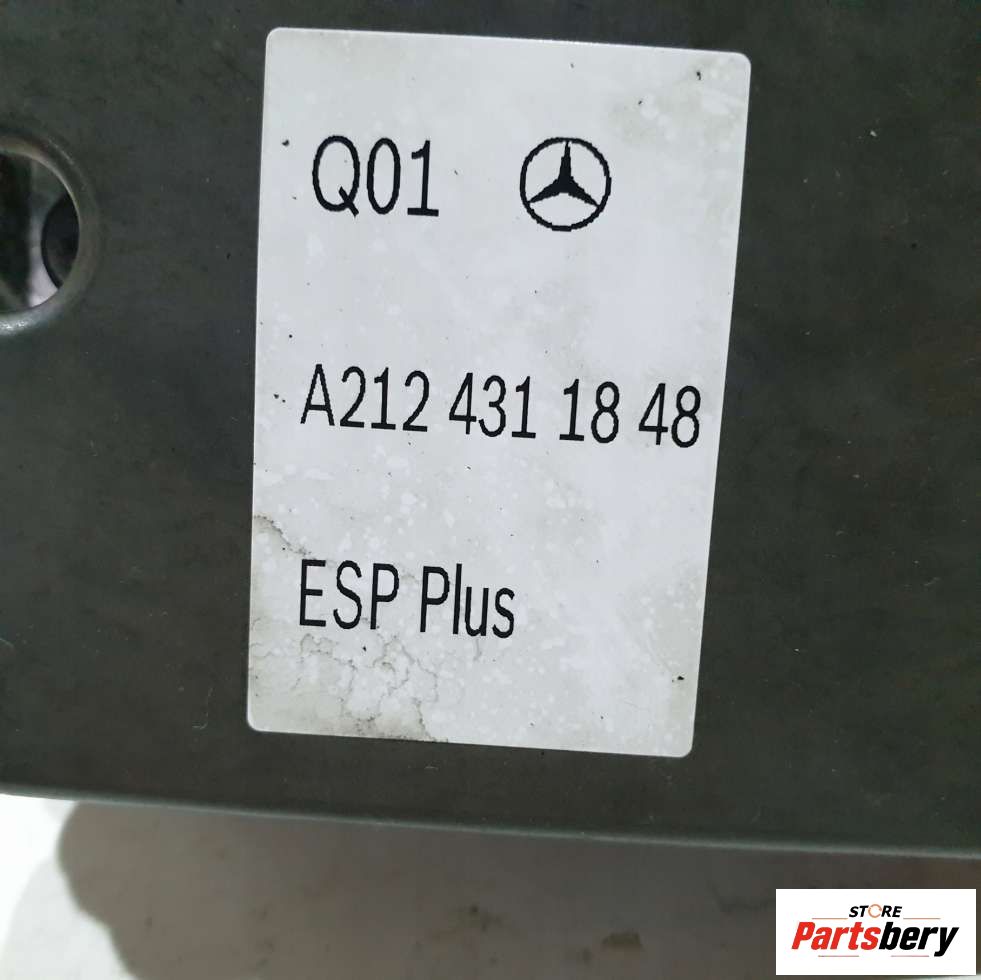 Q01
A212 431 18 48
ESP Plus
STORE
Partsbery